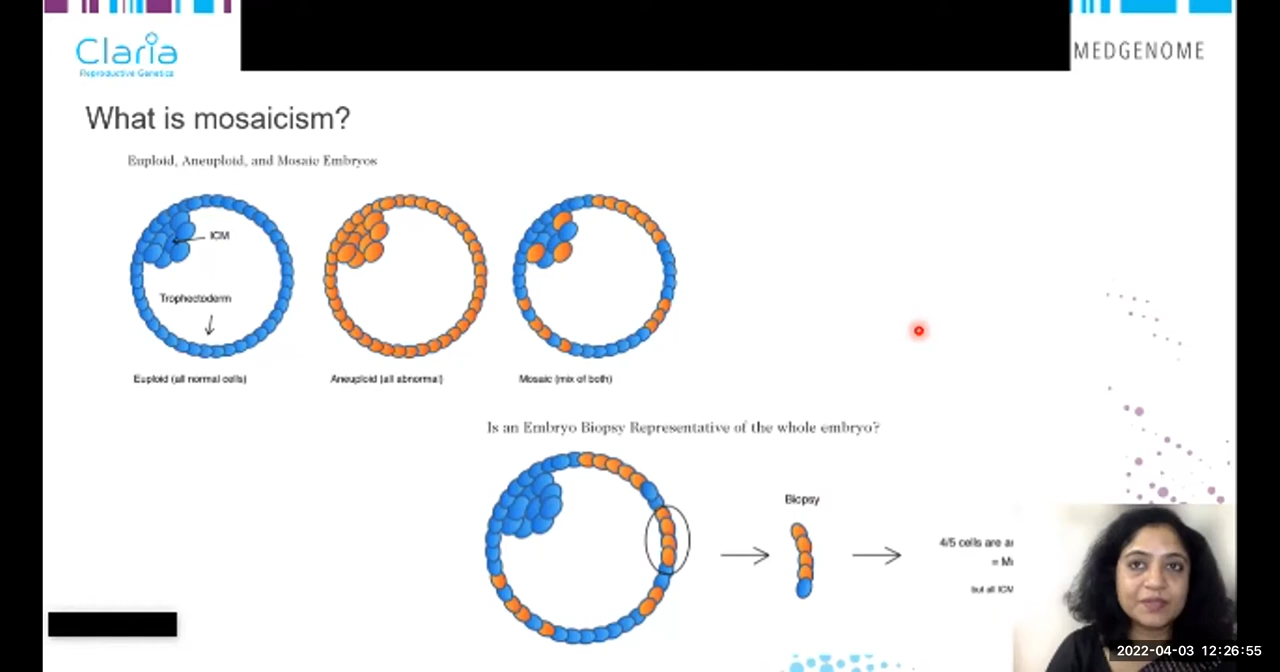 Claria
Reproductive Genetics
MEDGENOME
What is mosaicism?
Euploid, Aneuploid, and Mosaic Embryos
ICM
Trophectoderm
Euploid (all normal cells)
Aneuploid (all abnormal)
Mosaic (mix of both)
Is an Embryo Biopsy Representative of the whole embryo?
Biopsy
4/5 cells are
=
but all ICM
2022-04-03 12:26:55